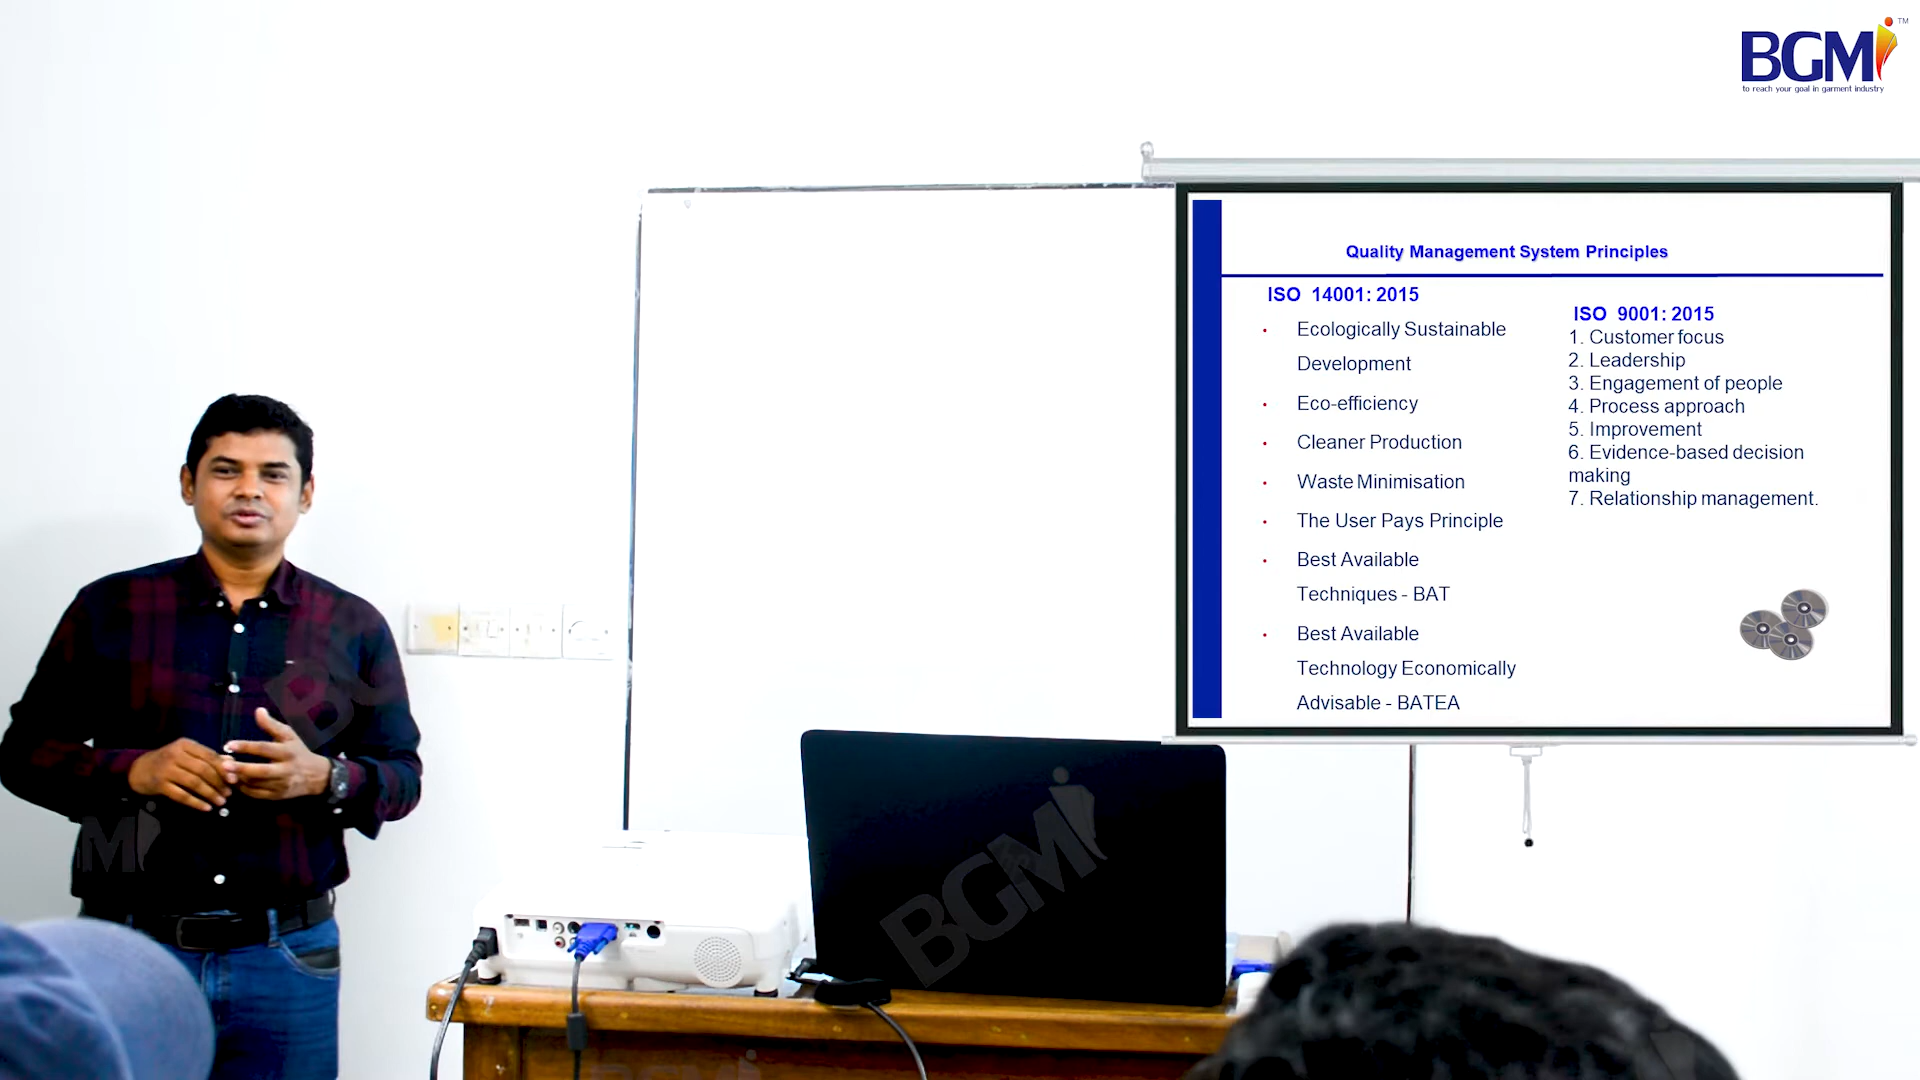 BGMi TM
to reach your goal in garment industry
Quality Management System Principles
ISO 14001: 2015
• Ecologically Sustainable
Development
• Eco-efficiency
• Cleaner Production
• Waste Minimisation
• The User Pays Principle
• Best Available
Techniques - BAT
• Best Available
Technology Economically
Advisable - BATEA
ISO 9001: 2015
1. Customer focus
2. Leadership
3. Engagement of people
4. Process approach
5. Improvement
6. Evidence-based decision
making
7. Relationship management.
BGMi